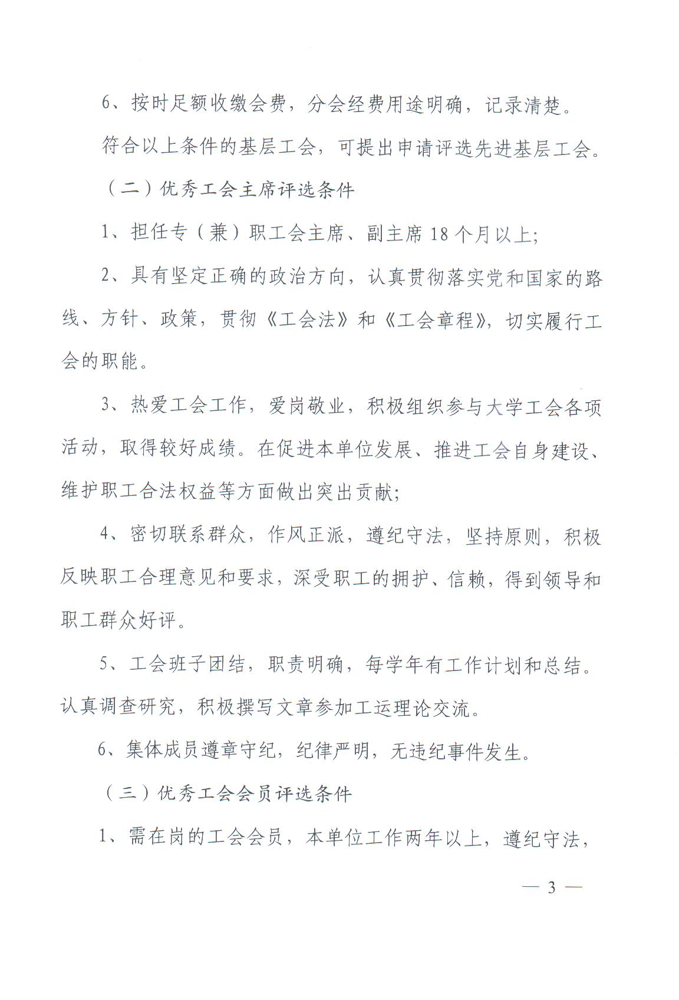 6、按时足额收缴会费，分会经费用途明确，记录清楚。
符合以上条件的基层工会，可提出申请评选先进基层工会。
（二）优秀工会主席评选条件
1、担任专（兼）职工会主席、副主席 18 个月以上；
2、具有坚定正确的政治方向，认真贯彻落实党和国家的路
线、方针、政策，贯彻《工会法》和《工会章程》，切实履行工
会的职能。
3、热爱工会工作，爱岗敬业，积极组织参与大学工会各项
活动，取得较好成绩。在促进本单位发展、推进工会自身建设、
维护职工合法权益等方面做出突出贡献；
4、密切联系群众，作风正派，遵纪守法，坚持原则，积极
反映职工合理意见和要求，深受职工的拥护、信赖，得到领导和
职工群众好评。
5、工会班子团结，职责明确，每学年有工作计划和总结。
认真调查研究，积极撰写文章参加工运理论交流。
6、集体成员遵章守纪，纪律严明，无违纪事件发生。
（三）优秀工会会员评选条件
1、需在岗的工会会员，本单位工作两年以上，遵纪守法，
— 3 —